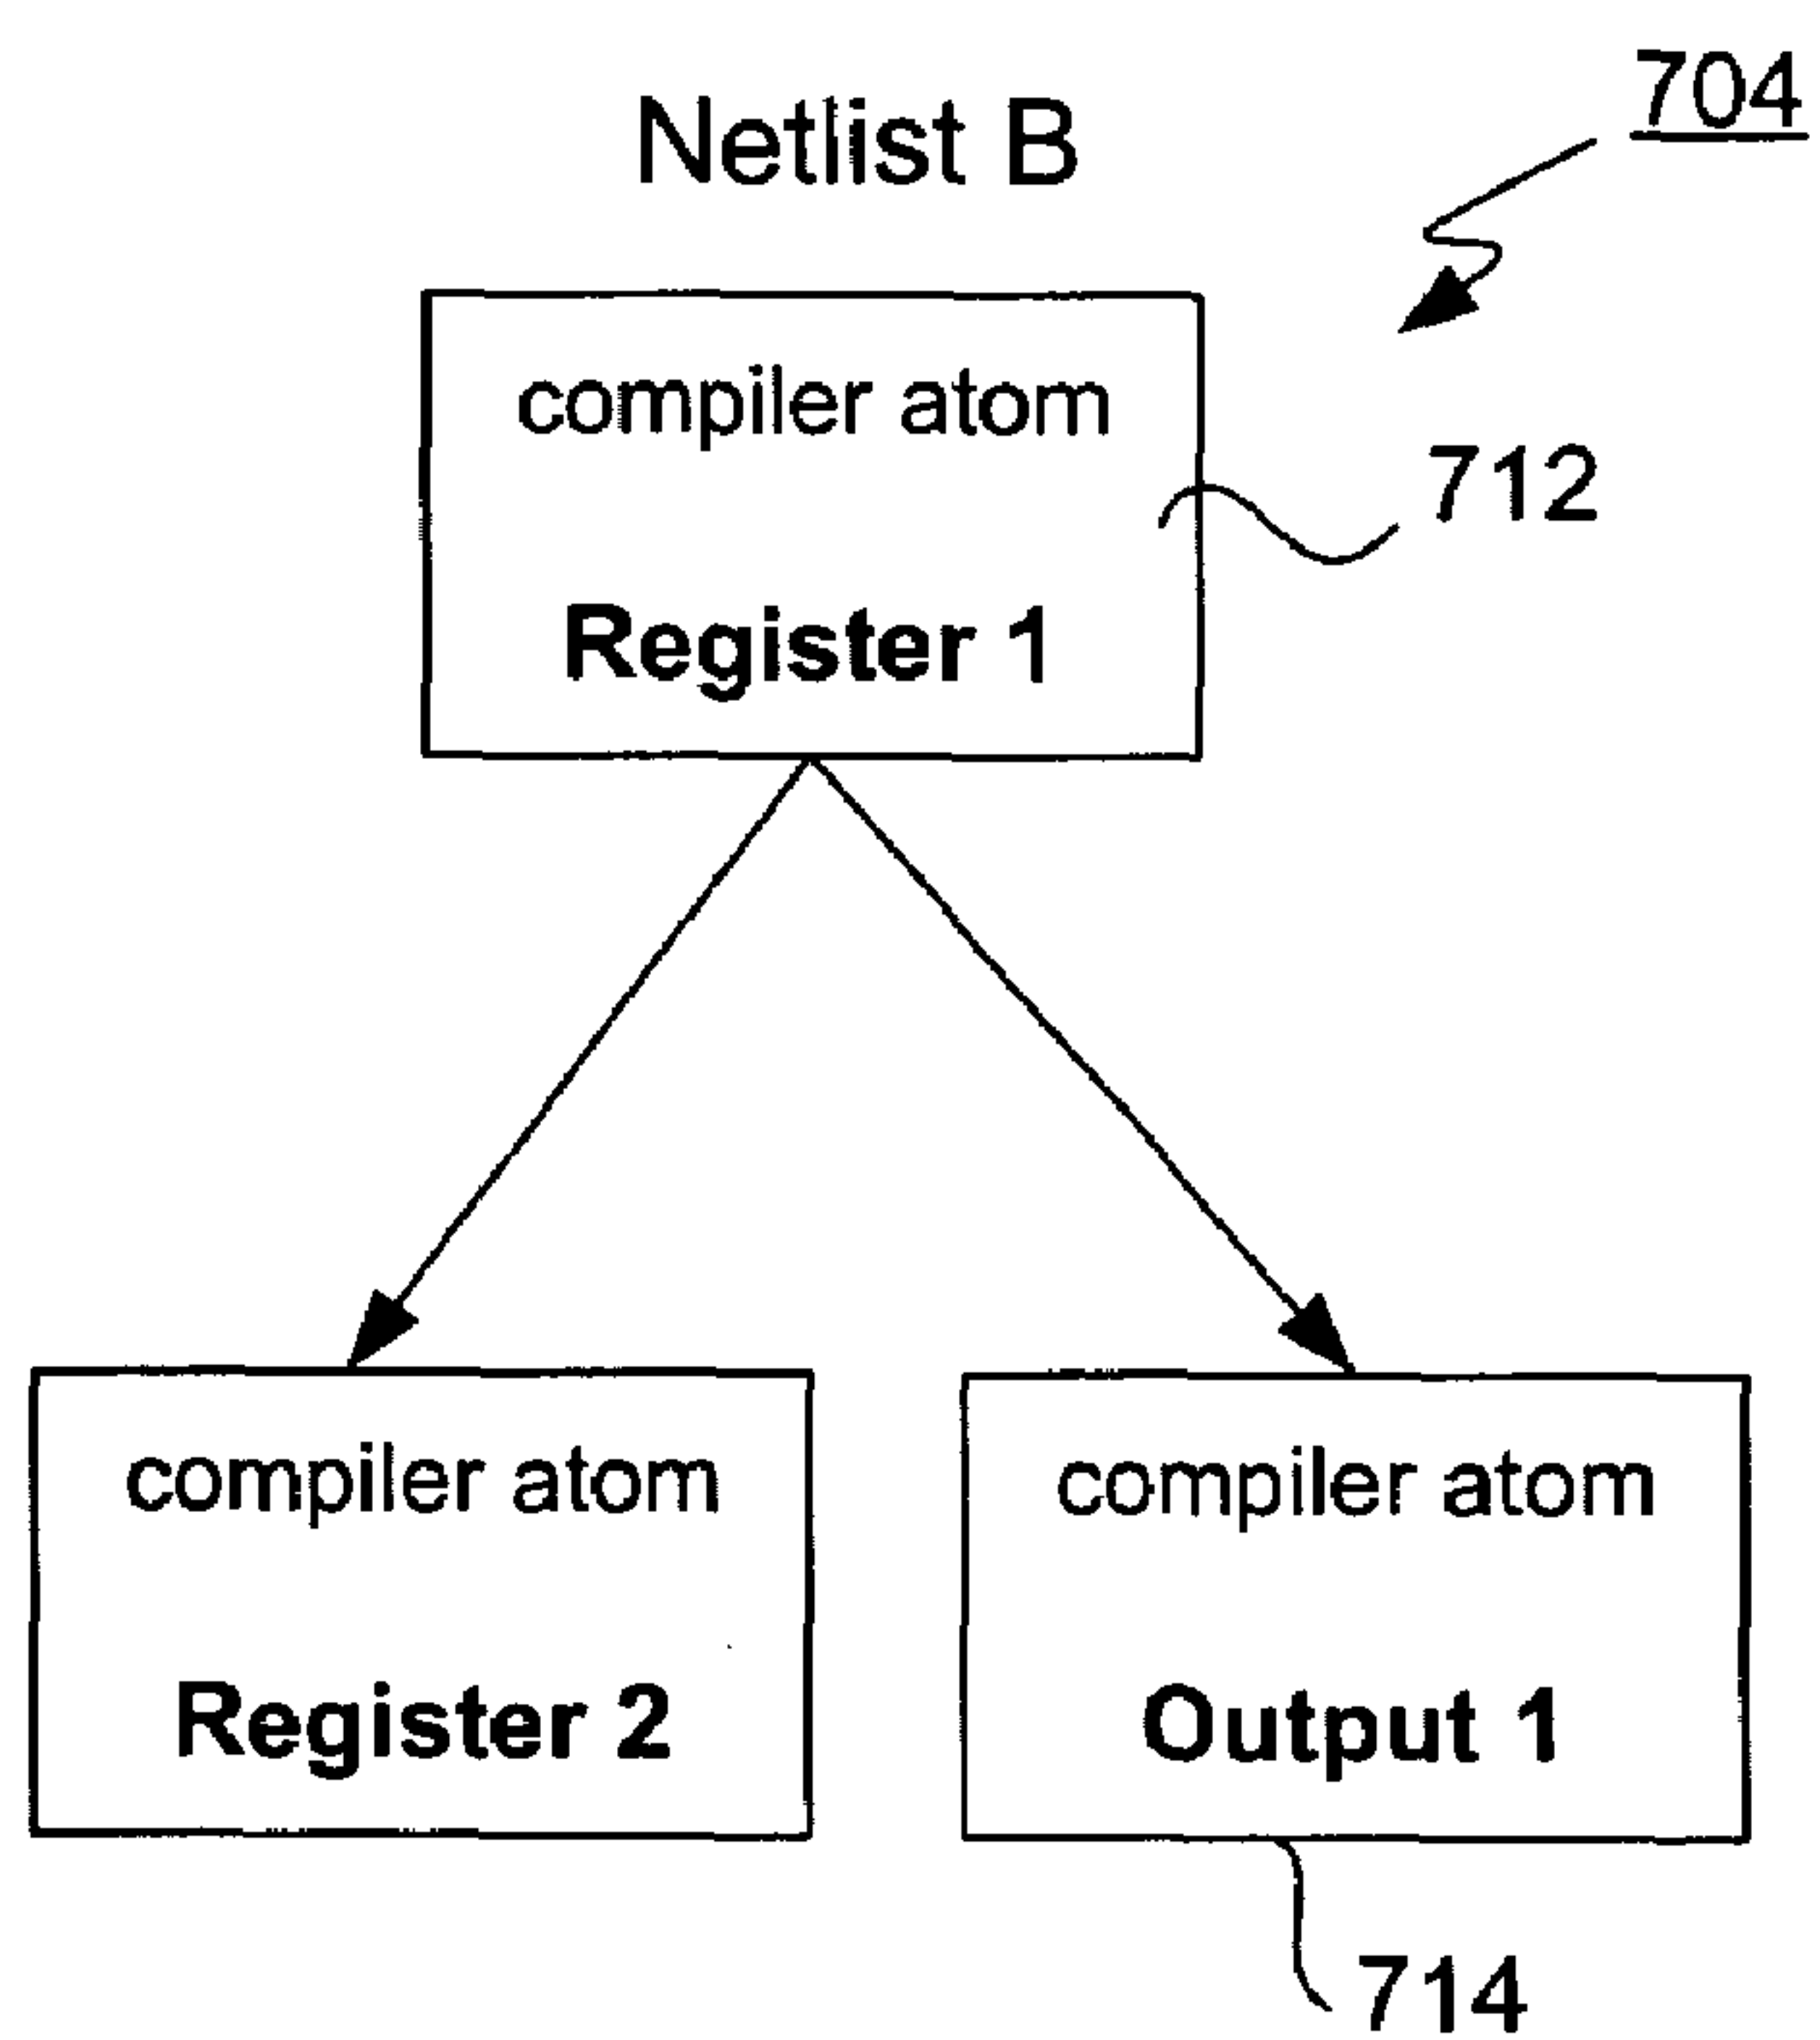 704
Netlist B
compiler atom
712
Register 1
compiler atom
Register 2
compiler atom
Output 1
714